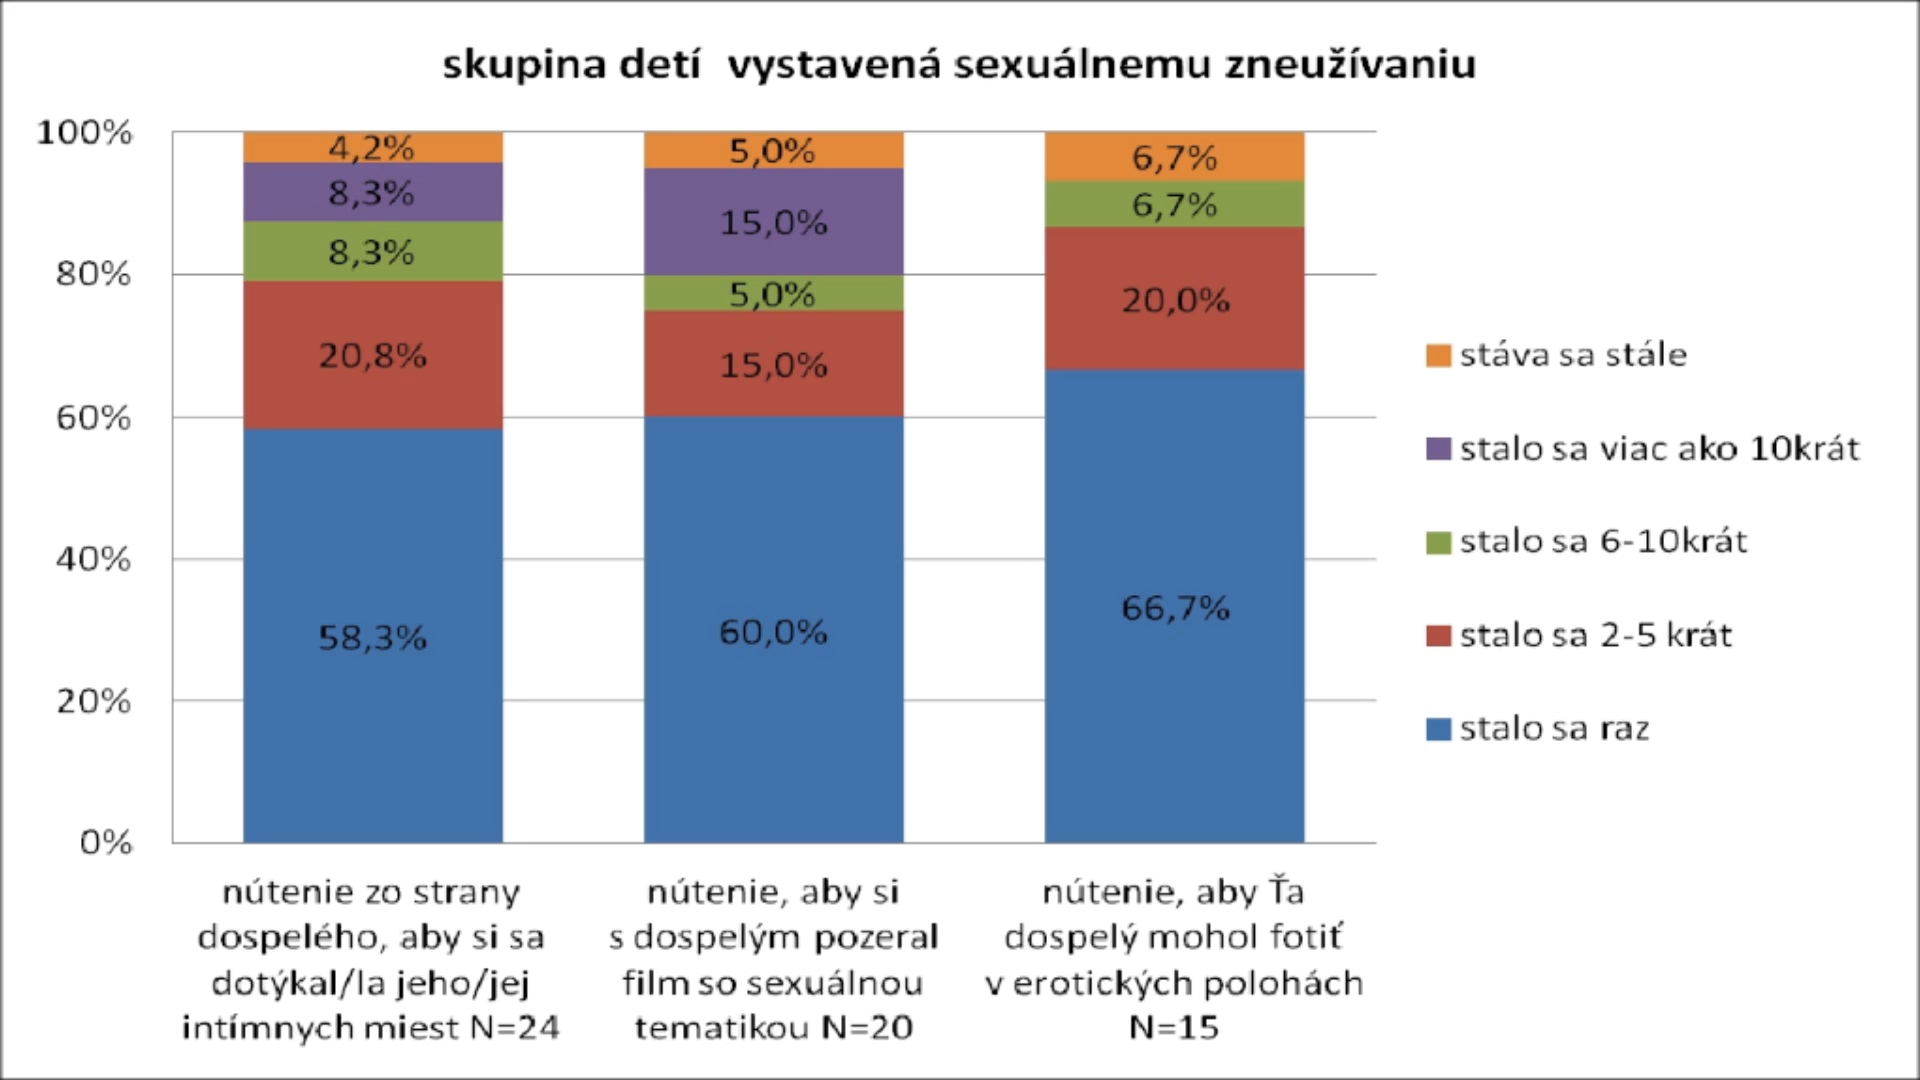 skupina detí  vystavená sexuálnemu zneužívaniu
100%
80%
60%
40%
20%
0%
4,2%
8,3%
8,3%
20,8%
58,3%
5,0%
15,0%
5,0%
15,0%
60,0%
6,7%
6,7%
20,0%
66,7%
stáva sa stále
stalo sa viac ako 10krát
stalo sa 6-10krát
stalo sa 2-5 krát
stalo sa raz
nútenie zo strany
dospelého, aby si sa
dotýkal/la jeho/jej
intímnych miest N=24
nútenie, aby si
s dospelým pozeral
film so sexuálnou
tematikou N=20
nútenie, aby Ťa
dospelý mohol fotiť
v erotických polohách
N=15